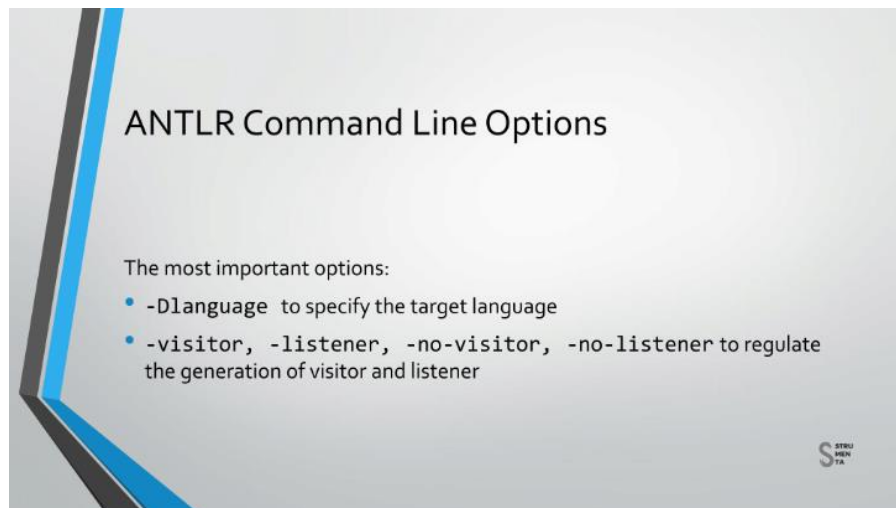 ANTLR Command Line Options
The most important options:
• -Dlanguage to specify the target language
• -visitor, -listener, -no-visitor, -no-listener to regulate
the generation of visitor and listener
STRU
MEN
TA